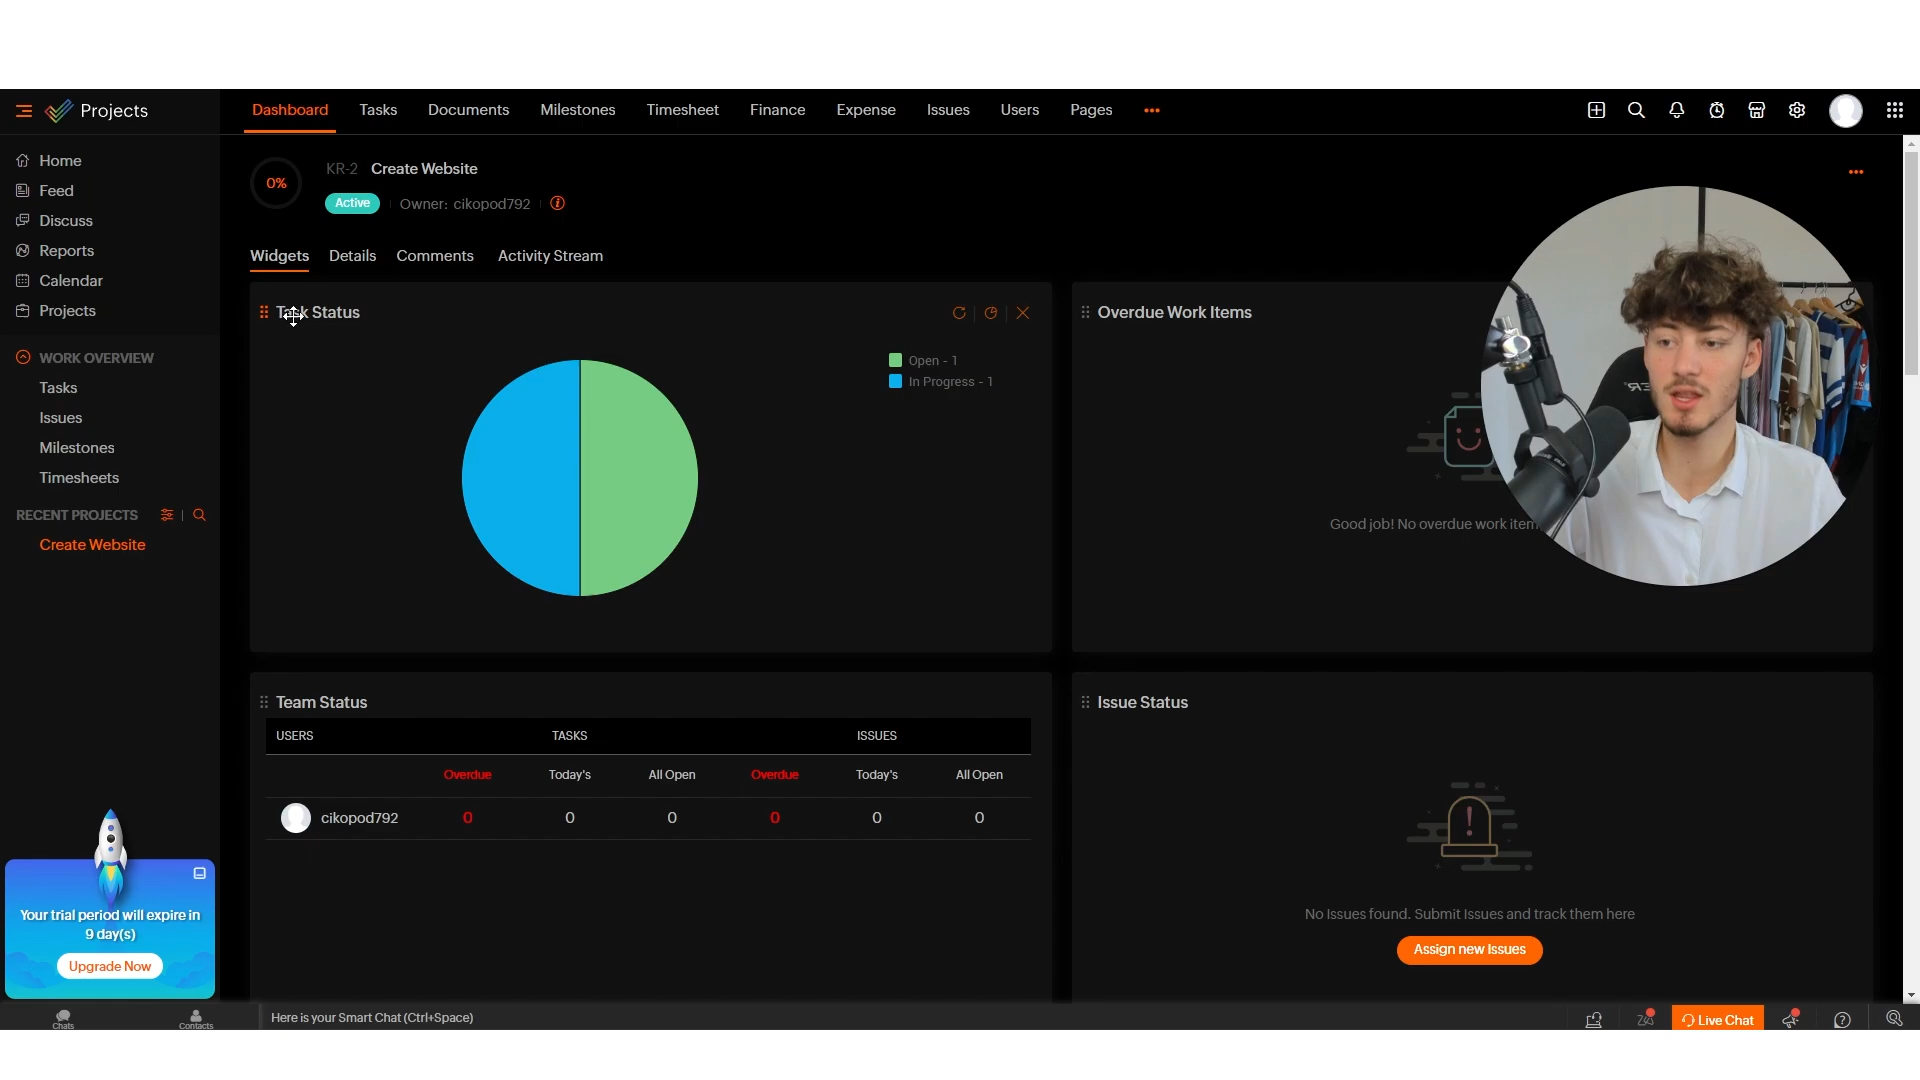 Projects
Dashboard Tasks Documents Milestones Timesheet Finance Expense Issues Users Pages
Home
Feed
Discuss
Reports
Calendar
Projects
WORK OVERVIEW
Tasks
Issues
Milestones
Timesheets
RECENT PROJECTS
Create Website
Your trial period will expire in
9 day(s)
Upgrade Now
0%
KR-2 Create Website
Active Owner: cikopod792
Widgets Details Comments Activity Stream
Task Status
Open - 1
In Progress - 1
Overdue Work Items
Good job! No overdue work item
Team Status
USERS TASKS ISSUES
Overdue Today's All Open Overdue Today's All Open
cikopod792 0 0 0 0 0 0
Issue Status
No Issues found. Submit Issues and track them here
Assign new Issues
Chats Contacts Here is your Smart Chat (Ctrl+Space)
Live Chat